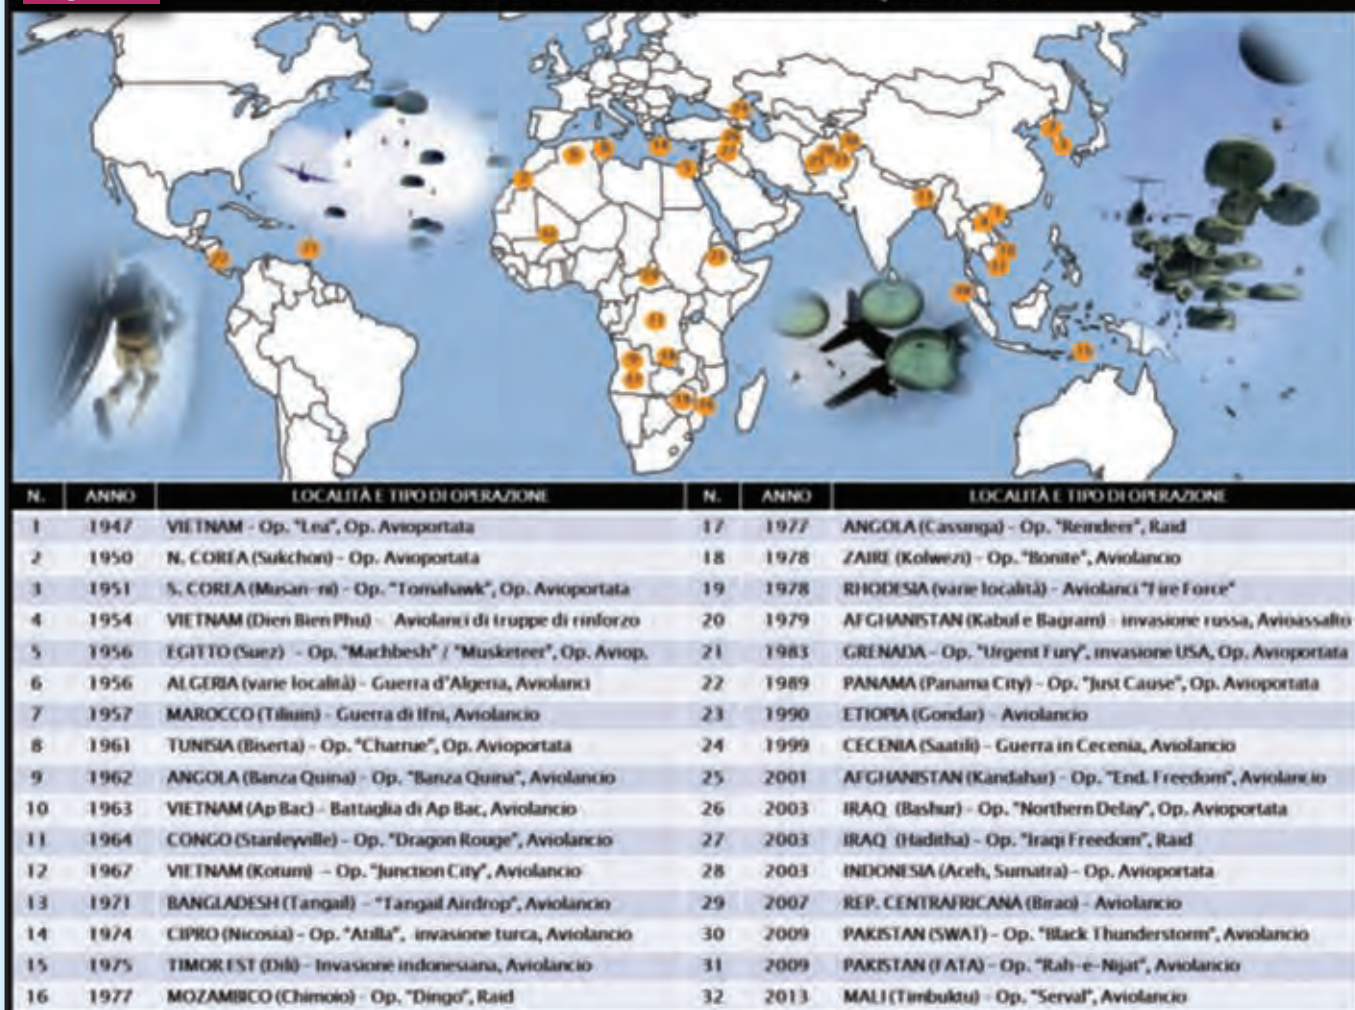 N. ANNO LOCALITÀ E TIPO DI OPERAZIONE
1 1947 VIETNAM - Op. "Lea", Op. Avioportata
2 1950 N. COREA (Sukchon) - Op. Avioportata
3 1951 S. COREA (Musan-ni) - Op. "Tomahawk", Op. Avioportata
4 1954 VIETNAM (Dien Bien Phu) - Aviolanci di truppe di rinforzo
5 1956 EGITTO (Suez) - Op. "Machbesh" / "Musketeer", Op. Aviop.
6 1956 ALGERIA (varie località) - Guerra d'Algeria, Aviolanci
7 1957 MAROCCO (Tiliuin) - Guerra di Ifni, Aviolancio
8 1961 TUNISIA (Biserta) - Op. "Charrue", Op. Avioportata
9 1962 ANGOLA (Banza Quina) - Op. "Banza Quina", Aviolancio
10 1963 VIETNAM (Ap Bac) - Battaglia di Ap Bac, Aviolancio
11 1964 CONGO (Stanleyville) - Op. "Dragon Rouge", Aviolancio
12 1967 VIETNAM (Kotum) - Op. "Junction City", Aviolancio
13 1971 BANGLADESH (Tangail) - "Tangail Airdrop", Aviolancio
14 1974 CIPRO (Nicosia) - Op. "Atilla", invasione turca, Aviolancio
15 1975 TIMOR EST (Dili) - Invasione indonesiana, Aviolancio
16 1977 MOZAMBICO (Chimoio) - Op. "Dingo", Raid
N. ANNO LOCALITÀ E TIPO DI OPERAZIONE
17 1977 ANGOLA (Cassinga) - Op. "Reindeer", Raid
18 1978 ZAIRE (Kolwezi) - Op. "Bonite", Aviolancio
19 1978 RHODESIA (varie località) - Aviolanci "Fire Force"
20 1979 AFGHANISTAN (Kabul e Bagram) - invasione russa, Avioassalto
21 1983 GRENADA - Op. "Urgent Fury", invasione USA, Op. Avioportata
22 1989 PANAMA (Panama City) - Op. "Just Cause", Op. Avioportata
23 1990 ETIOPIA (Gondar) - Aviolancio
24 1999 CECENIA (Saatili) - Guerra in Cecenia, Aviolancio
25 2001 AFGHANISTAN (Kandahar) - Op. "End. Freedom", Aviolancio
26 2003 IRAQ (Bashur) - Op. "Northern Delay", Op. Avioportata
27 2003 IRAQ (Haditha) - Op. "Iraqi Freedom", Raid
28 2003 INDONESIA (Aceh, Sumatra) - Op. Avioportata
29 2007 REP. CENTRAFRICANA (Birao) - Aviolancio
30 2009 PAKISTAN (SWAT) - Op. "Black Thunderstorm", Aviolancio
31 2009 PAKISTAN (FATA) - Op. "Rah-e-Nijat", Aviolancio
32 2013 MALI (Timbuktu) - Op. "Serval", Aviolancio